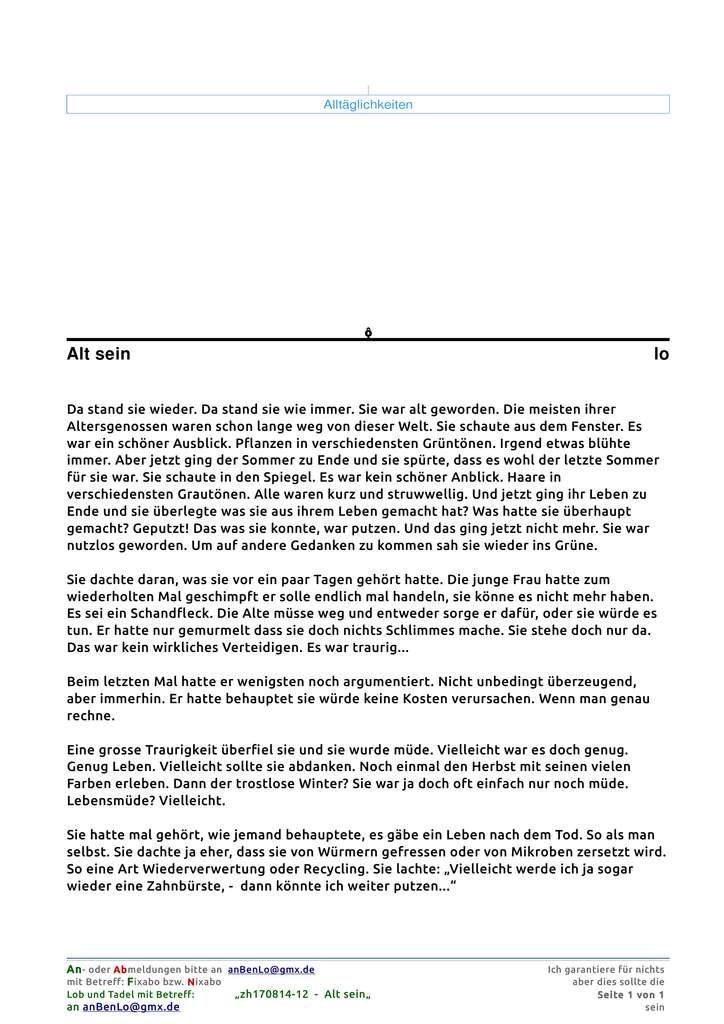 Alltäglichkeiten
Alt sein lo
Da stand sie wieder. Da stand sie wie immer. Sie war alt geworden. Die meisten ihrer
Altersgenossen waren schon lange weg von dieser Welt. Sie schaute aus dem Fenster. Es
war ein schöner Ausblick. Pflanzen in verschiedensten Grüntönen. Irgend etwas blühte
immer. Aber jetzt ging der Sommer zu Ende und sie spürte, dass es wohl der letzte Sommer
für sie war. Sie schaute in den Spiegel. Es war kein schöner Anblick. Haare in
verschiedensten Grautönen. Alle waren kurz und struwwellig. Und jetzt ging ihr Leben zu
Ende und sie überlegte was sie aus ihrem Leben gemacht hat? Was hatte sie überhaupt
gemacht? Geputzt! Das was sie konnte, war putzen. Und das ging jetzt nicht mehr. Sie war
nutzlos geworden. Um auf andere Gedanken zu kommen sah sie wieder ins Grüne.
Sie dachte daran, was sie vor ein paar Tagen gehört hatte. Die junge Frau hatte zum
wiederholten Mal geschimpft er solle endlich mal handeln, sie könne es nicht mehr haben.
Es sei ein Schandfleck. Die Alte müsse weg und entweder sorge er dafür, oder sie würde es
tun. Er hatte nur gemurmelt dass sie doch nichts Schlimmes mache. Sie stehe doch nur da.
Das war kein wirkliches Verteidigen. Es war traurig...
Beim letzten Mal hatte er wenigsten noch argumentiert. Nicht unbedingt überzeugend,
aber immerhin. Er hatte behauptet sie würde keine Kosten verursachen. Wenn man genau
rechne.
Eine grosse Traurigkeit überfiel sie und sie wurde müde. Vielleicht war es doch genug.
Genug Leben. Vielleicht sollte sie abdanken. Noch einmal den Herbst mit seinen vielen
Farben erleben. Dann der trostlose Winter? Sie war ja doch oft einfach nur noch müde.
Lebensmüde? Vielleicht.
Sie hatte mal gehört, wie jemand behauptete, es gäbe ein Leben nach dem Tod. So als man
selbst. Sie dachte ja eher, dass sie von Würmern gefressen oder von Mikroben zersetzt wird.
So eine Art Wiederverwertung oder Recycling. Sie lachte: „Vielleicht werde ich ja sogar
wieder eine Zahnbürste, - dann könnte ich weiter putzen...“
An- oder Abmeldungen bitte an anBenLo@gmx.de
mit Betreff: Fixabo bzw. Nixabo
Lob und Tadel mit Betreff: „zh170814-12 - Alt sein„
an anBenLo@gmx.de
Ich garantiere für nichts
aber dies sollte die
Seite 1 von 1
sein